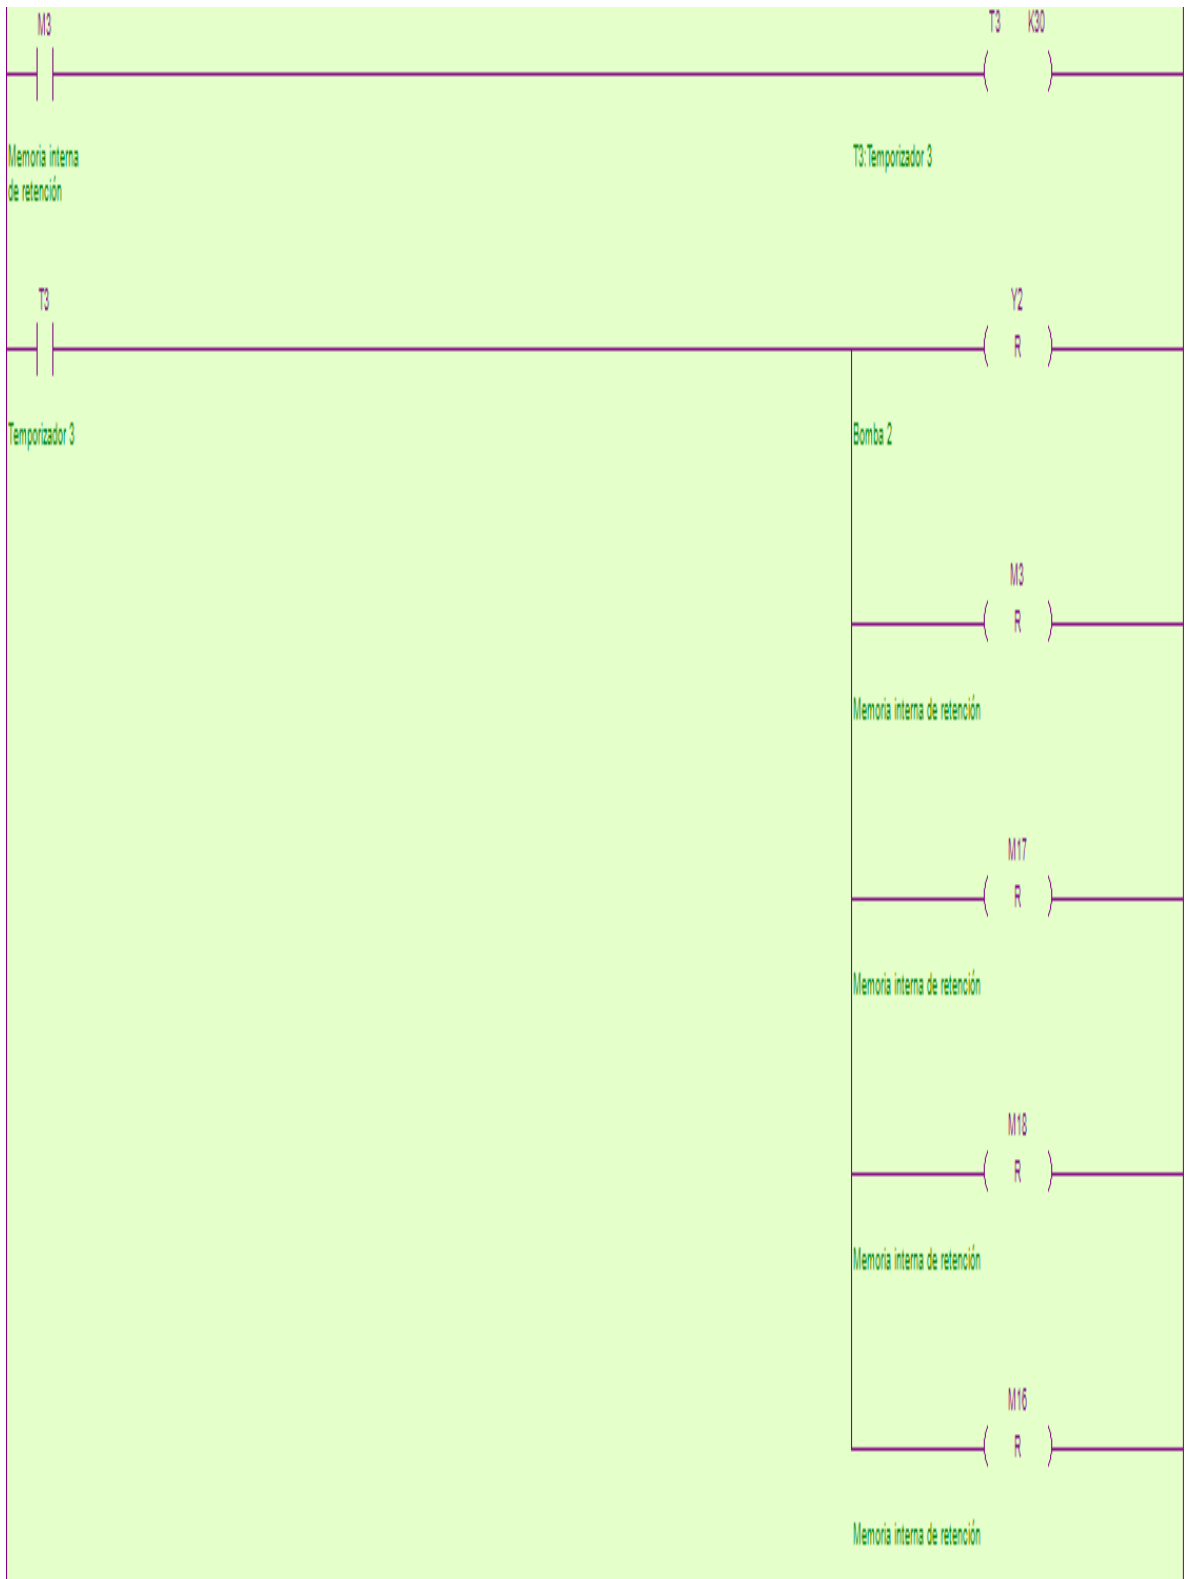 M3
T3 K30
Memoria interna
de retención
T3:Temporizador 3
T3
Y2
R
Temporizador 3
Bomba 2
M3
R
Memoria interna de retención
M17
R
Memoria interna de retención
M18
R
Memoria interna de retención
M16
R
Memoria interna de retención